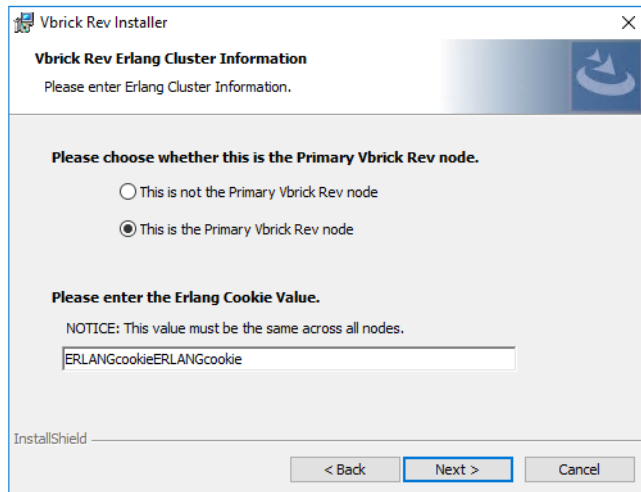 Vbrick Rev Installer
Vbrick Rev Erlang Cluster Information
Please enter Erlang Cluster Information.
Please choose whether this is the Primary Vbrick Rev node.
This is not the Primary Vbrick Rev node
This is the Primary Vbrick Rev node
Please enter the Erlang Cookie Value.
NOTICE: This value must be the same across all nodes.
ERLANGcookieERLANGcookie
InstallShield
< Back Next > Cancel